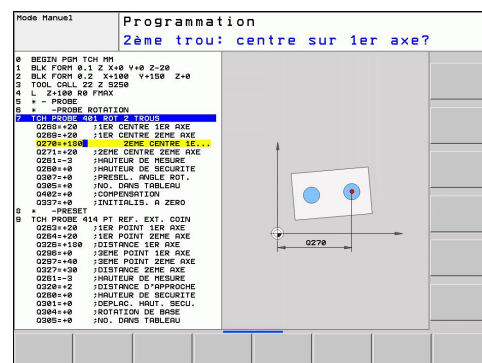 Mode Manuel
Programmation
2ème trou: centre sur 1er axe?
0 BEGIN PGM TCH MM
1 BLK FORM 0.1 Z X+0 Y+0 Z-20
2 BLK FORM 0.2 X+100 Y+150 Z+0
3 TOOL CALL 22 Z S250
4 L Z+100 R0 FMAX
5 * - PROBE
6 * -PROBE ROTATION
7 TCH PROBE 401 ROT 2 TROUS
Q268=+20 ;1ER CENTRE 1ER AXE
Q269=+20 ;1ER CENTRE 2EME AXE
Q270=+180 2EME CENTRE 1E...
Q271=+20 ;2EME CENTRE 2EME AXE
Q261=-3 ;HAUTEUR DE MESURE
Q260=+0 ;HAUTEUR DE SECURITE
Q307=+0 ;PRESEL. ANGLE ROT.
Q305=+0 ;NO. DANS TABLEAU
Q402=+0 ;COMPENSATION
Q337=+0 ;INITIALIS. A ZERO
8 * -PRESET
9 TCH PROBE 414 PT REF. EXT. COIN
Q263=+20 ;1ER POINT 1ER AXE
Q264=+20 ;1ER POINT 2EME AXE
Q326=+180 ;DISTANCE 1ER AXE
Q296=+0 ;3EME POINT 1ER AXE
Q297=+40 ;3EME POINT 2EME AXE
Q327=+30 ;DISTANCE 2EME AXE
Q261=-3 ;HAUTEUR DE MESURE
Q320=+2 ;DISTANCE D'APPROCHE
Q260=+0 ;HAUTEUR DE SECURITE
Q301=+0 ;DEPLAC. HAUT. SECU.
Q304=+0 ;ROTATION DE BASE
Q305=+0 ;NO. DANS TABLEAU
Q270